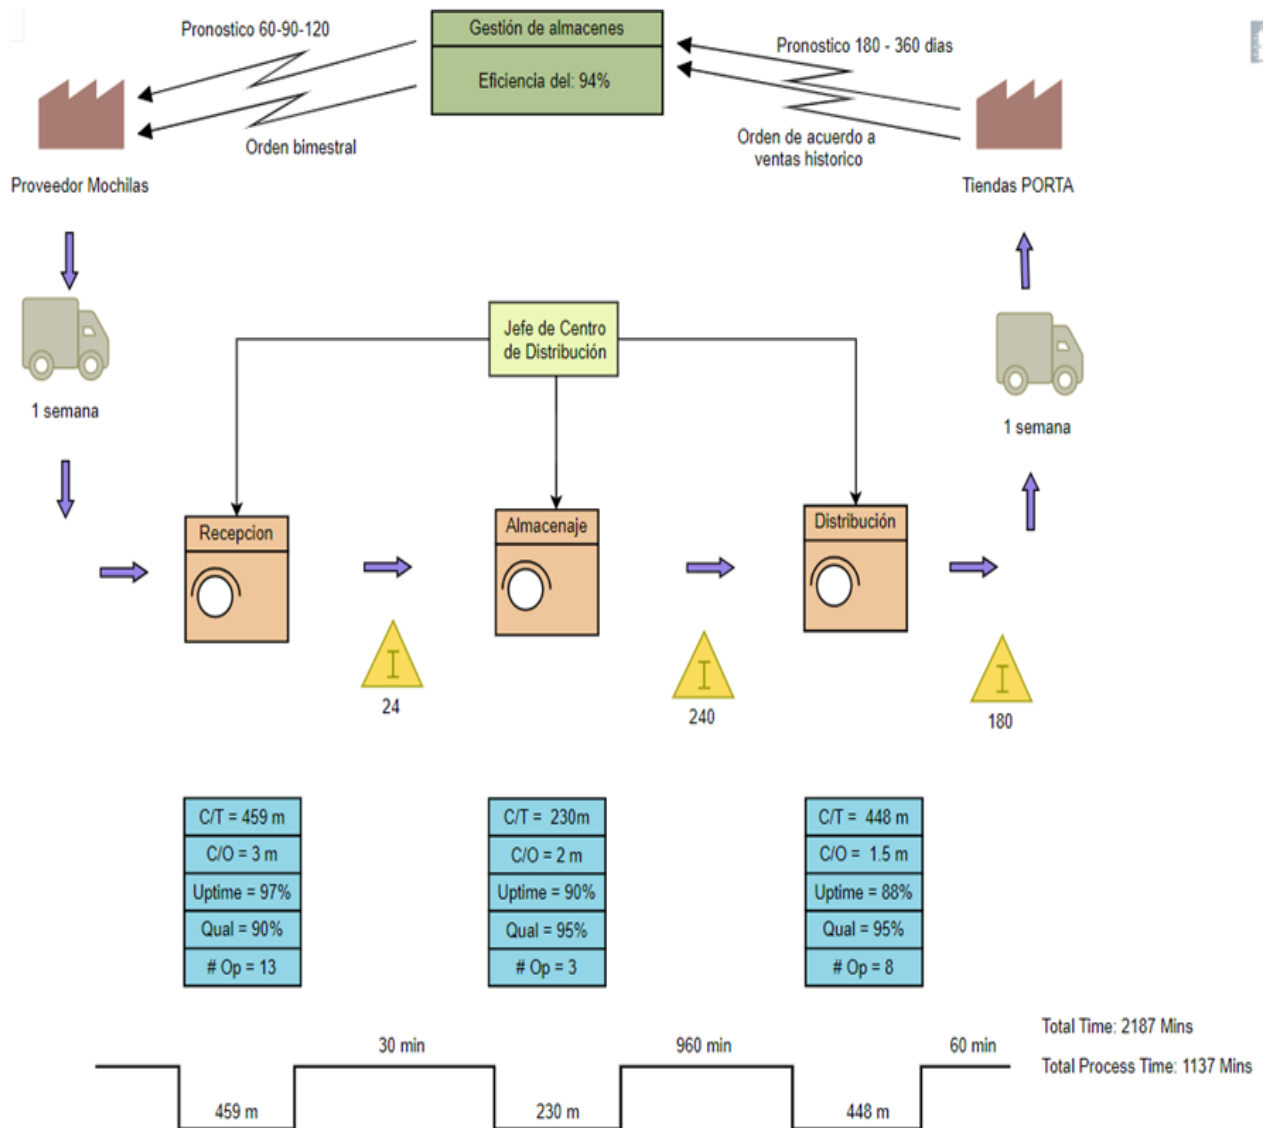 Pronostico 60-90-120
Gestión de almacenes
Eficiencia del: 94%
Pronostico 180 - 360 dias
Orden bimestral
Orden de acuerdo a
ventas historico
Proveedor Mochilas
Tiendas PORTA
1 semana
Jefe de Centro
de Distribución
1 semana
Recepcion
Almacenaje
Distribución
I
24
I
240
I
180
C/T = 459 m
C/O = 3 m
Uptime = 97%
Qual = 90%
# Op = 13
C/T = 230m
C/O = 2 m
Uptime = 90%
Qual = 95%
# Op = 3
C/T = 448 m
C/O = 1.5 m
Uptime = 88%
Qual = 95%
# Op = 8
30 min
960 min
60 min
459 m
230 m
448 m
Total Time: 2187 Mins
Total Process Time: 1137 Mins